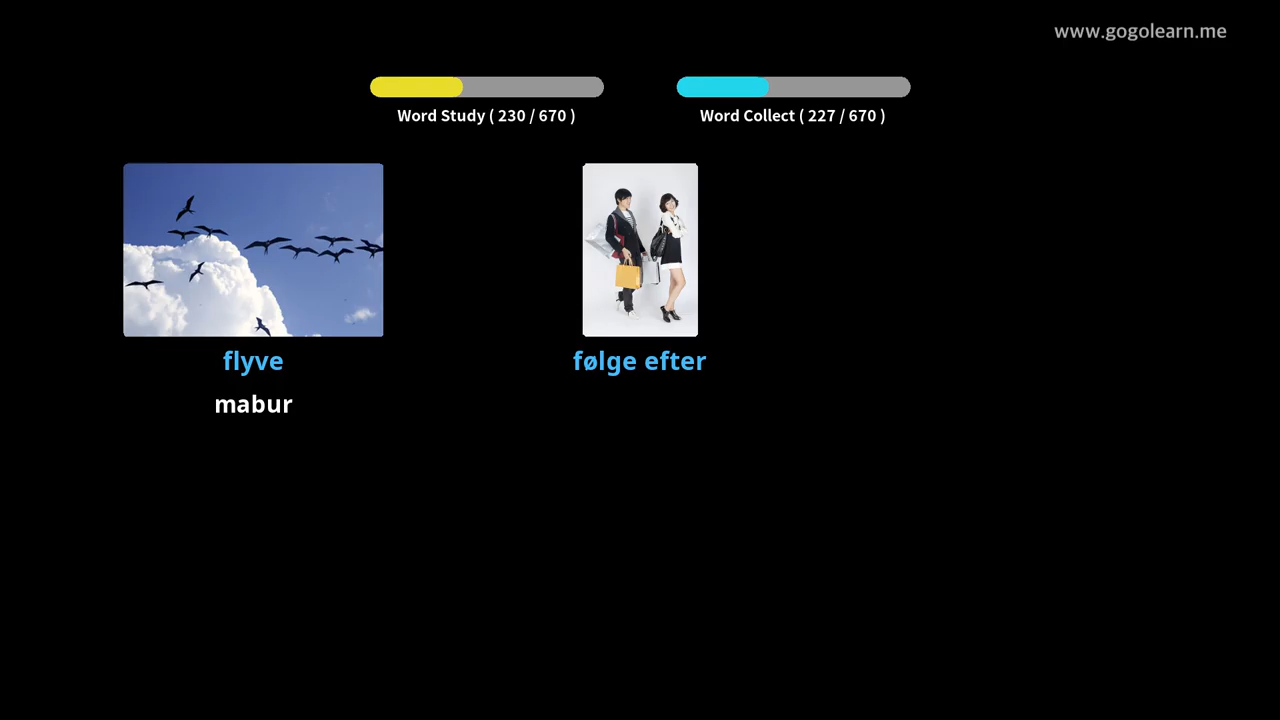 www.gogolearn.me
Word Study ( 230 / 670 )
Word Collect ( 227 / 670 )
flyve
mabur
følge efter